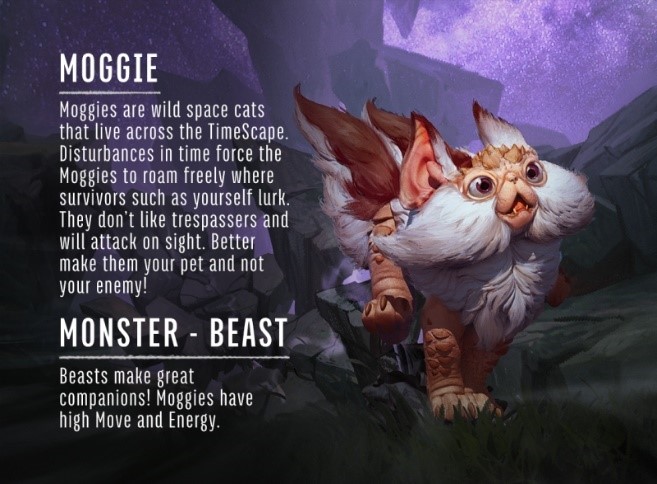 MOGGIE
Moggies are wild space cats
that live across the TimeScape.
Disturbances in time force the
Moggies to roam freely where
survivors such as yourself lurk.
They don't like trespassers and
will attack on sight. Better
make them your pet and not
your enemy!
MONSTER - BEAST
Beasts make great
companions! Moggies have
high Move and Energy.